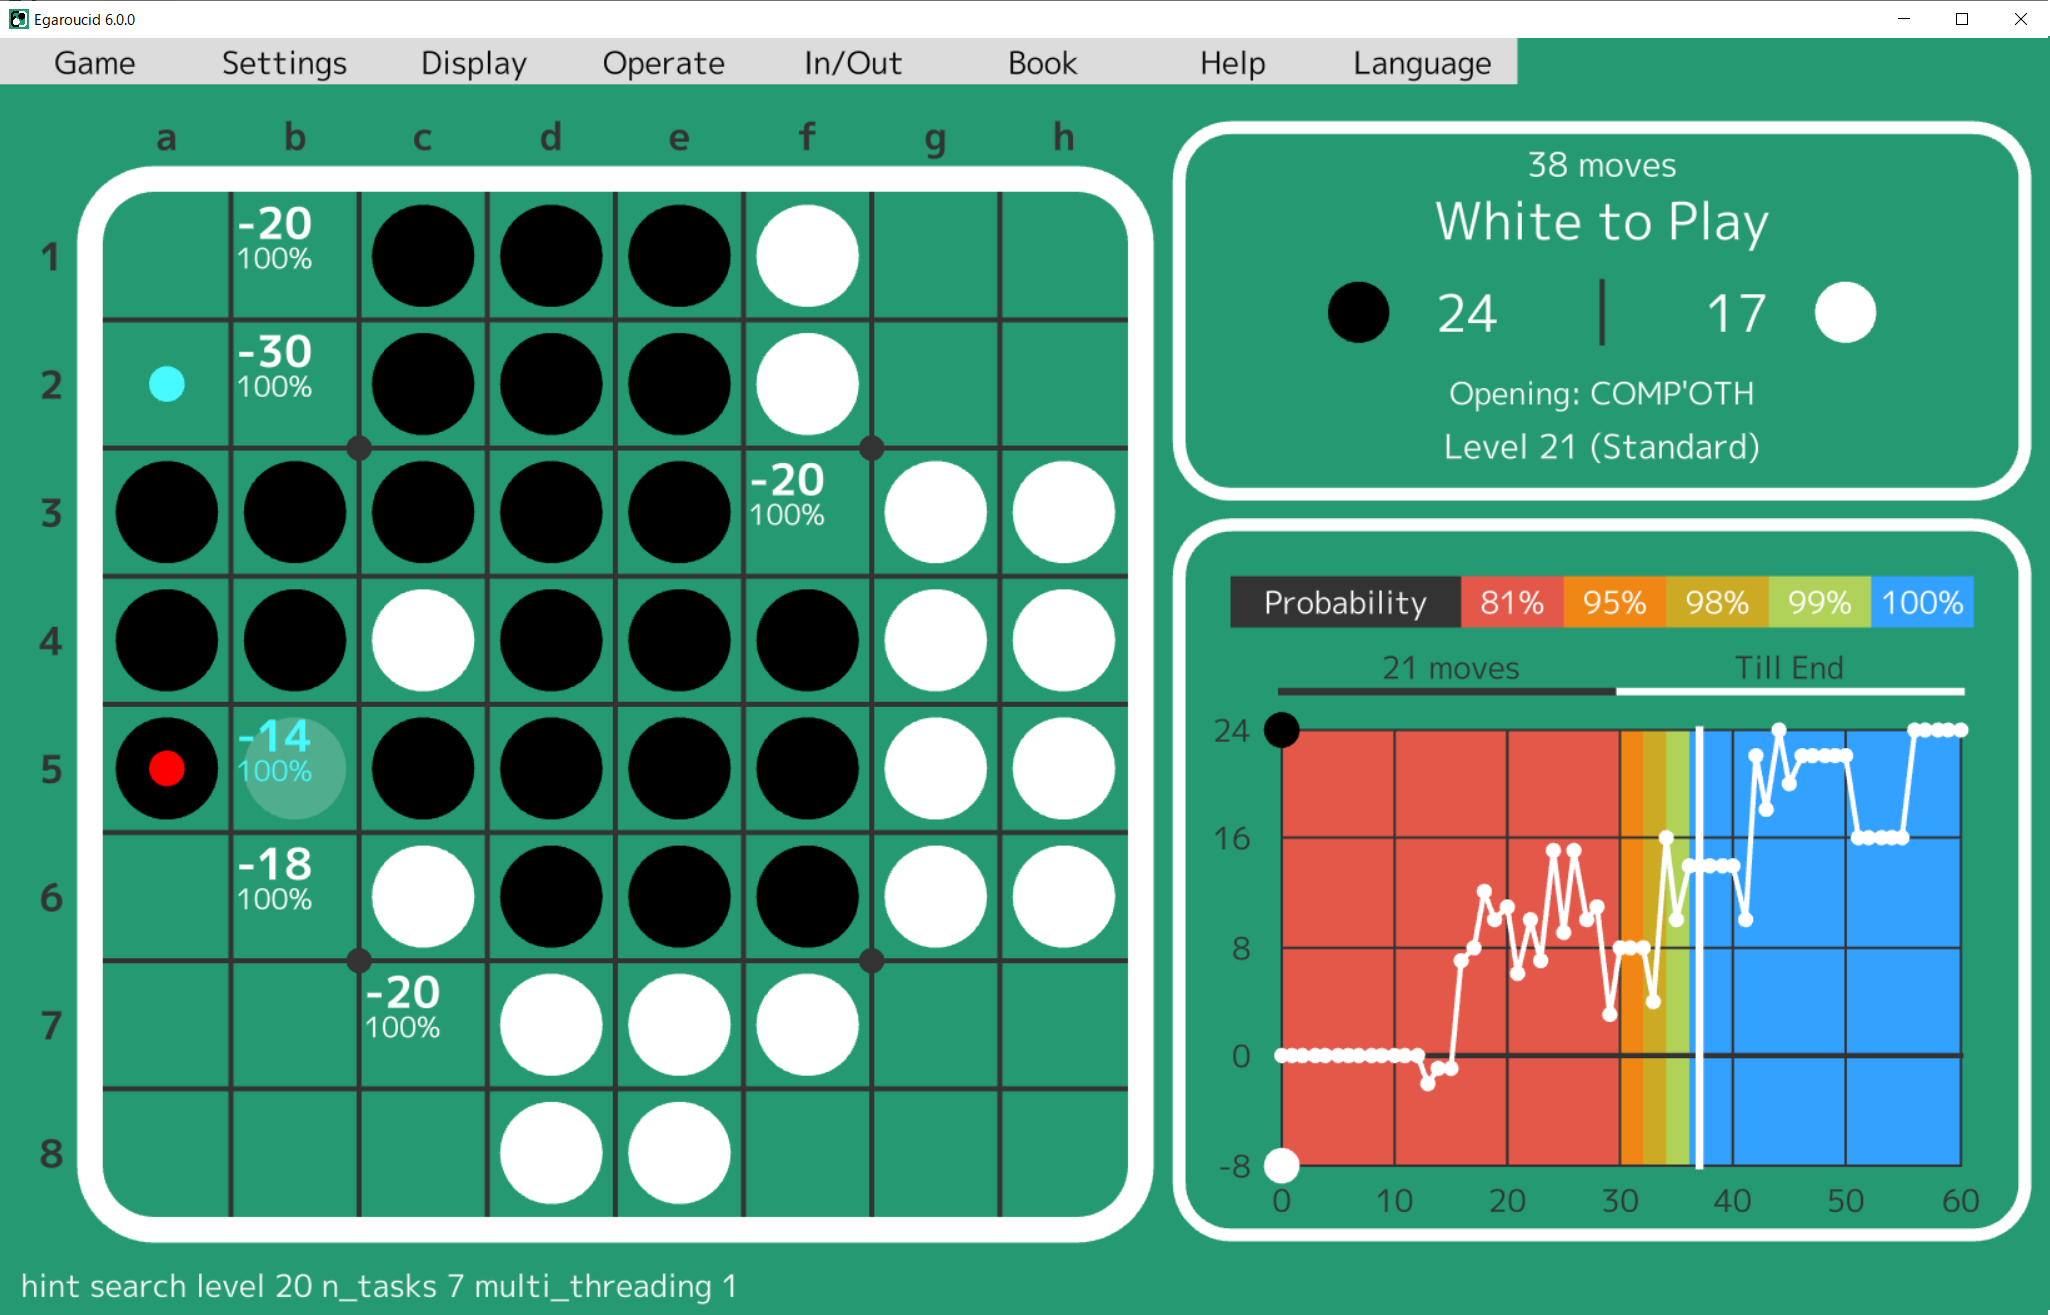 Egaroucid 6.0.0
Game Settings Display Operate In/Out Book Help Language
a b c d e f g h
1 -20
100%
2 -30
100%
3 -20
100%
4
5 -14
100%
6 -18
100%
7 -20
100%
8
38 moves
White to Play
24 17
Opening: COMP'OTH
Level 21 (Standard)
Probability 81% 95% 98% 99% 100%
21 moves Till End
24
16
8
0
-8
0 10 20 30 40 50 60
hint search level 20 n_tasks 7 multi_threading 1